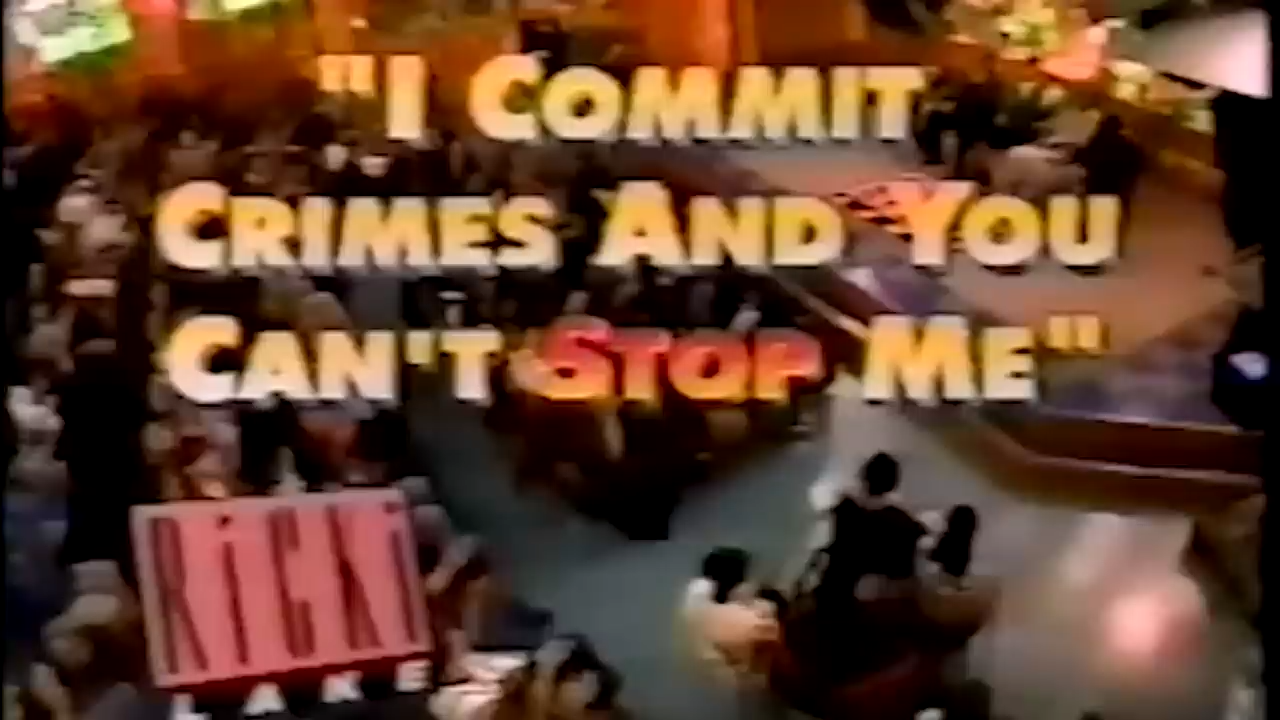 "I COMMIT
CRIMES AND YOU
CAN'T STOP ME"
RiCKi
LAKE